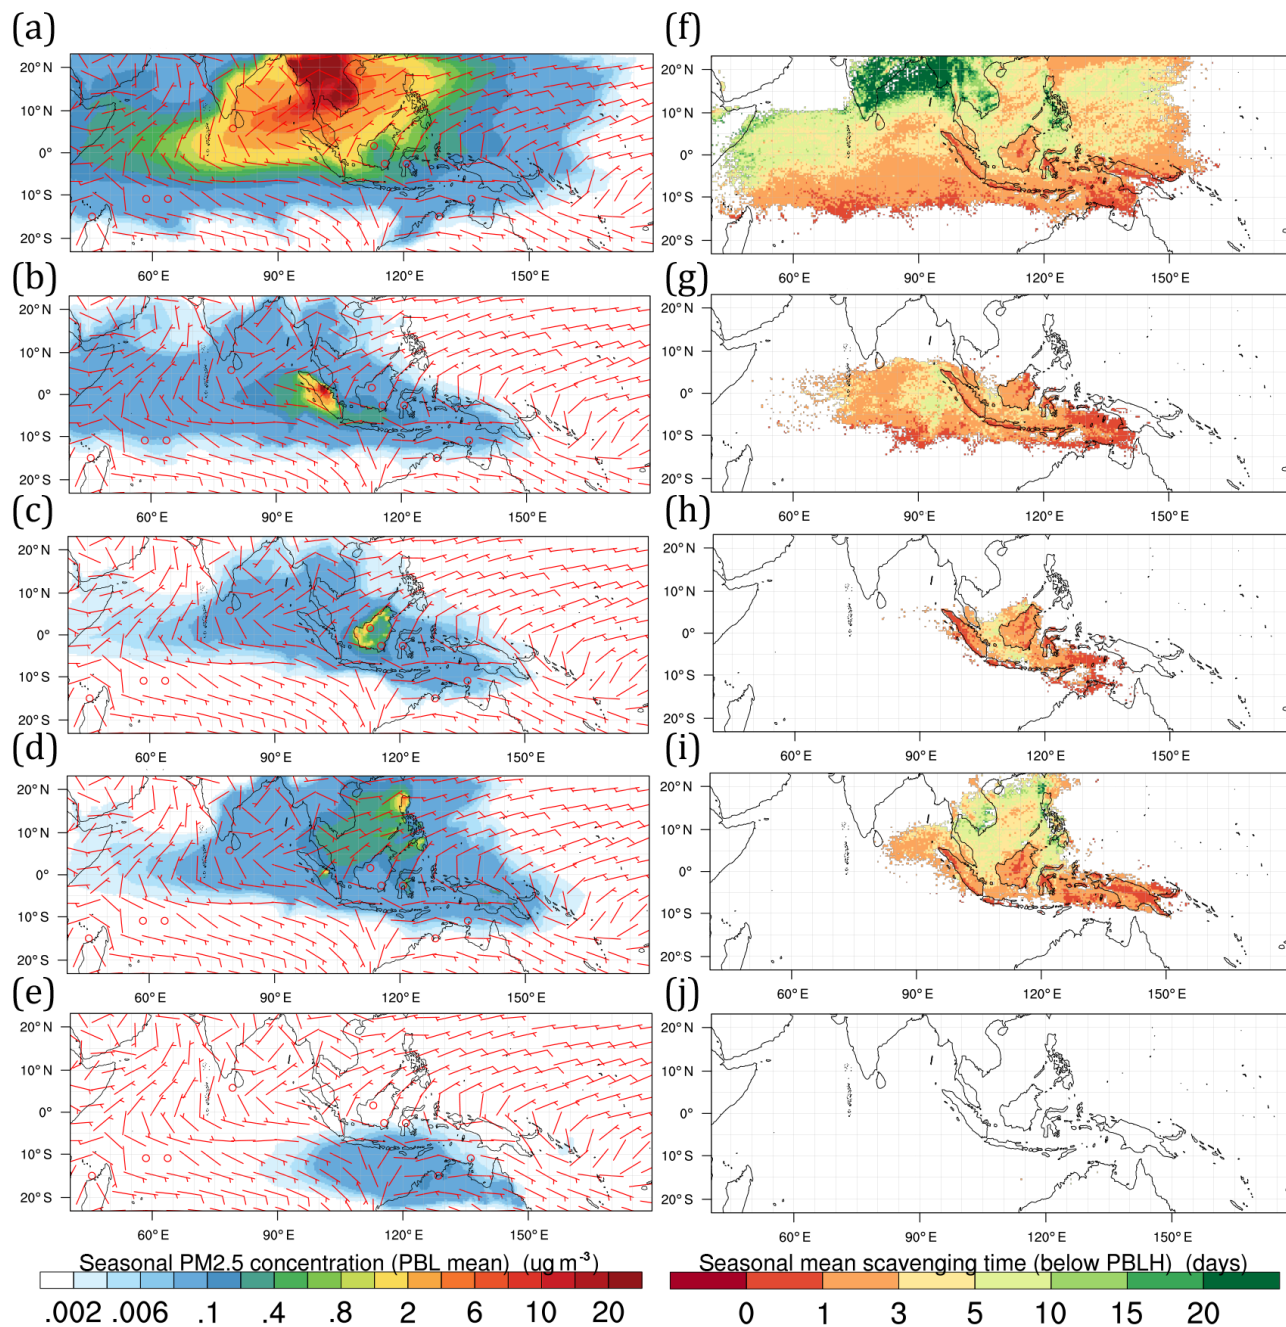 (a)
20° N
10° N
0°
10° S
20° S
60° E 90° E 120° E 150° E
(f)
20° N
10° N
0°
10° S
20° S
60° E 90° E 120° E 150° E
(b)
20° N
10° N
0°
10° S
20° S
60° E 90° E 120° E 150° E
(g)
20° N
10° N
0°
10° S
20° S
60° E 90° E 120° E 150° E
(c)
20° N
10° N
0°
10° S
20° S
60° E 90° E 120° E 150° E
(h)
20° N
10° N
0°
10° S
20° S
60° E 90° E 120° E 150° E
(d)
20° N
10° N
0°
10° S
20° S
60° E 90° E 120° E 150° E
(i)
20° N
10° N
0°
10° S
20° S
60° E 90° E 120° E 150° E
(e)
20° N
10° N
0°
10° S
20° S
60° E 90° E 120° E 150° E
(j)
20° N
10° N
0°
10° S
20° S
60° E 90° E 120° E 150° E
Seasonal PM2.5 concentration (PBL mean) (ug m-3)
.002 .006 .1 .4 .8 2 6 10 20
Seasonal mean scavenging time (below PBLH) (days)
0 1 3 5 10 15 20